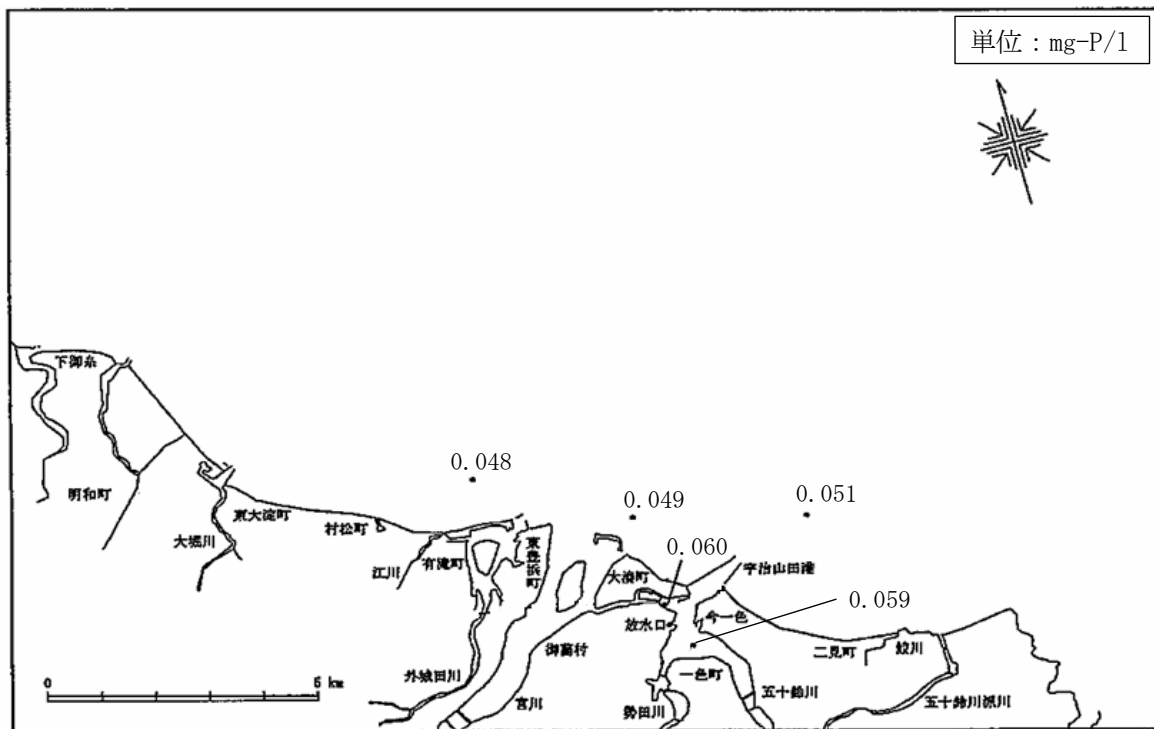 単位：mg-P/l
下御糸
0.048
0.049
0.051
明和町
東大淀町
村松町
大堀川
江川
有滝町
東豊浜町
大湊町
0.060
宇治山田港
0.059
放水口
今一色
御薗村
二見町
鮫川
外城田川
宮川
一色町
勢田川
五十鈴川
五十鈴川派川
0
5 km